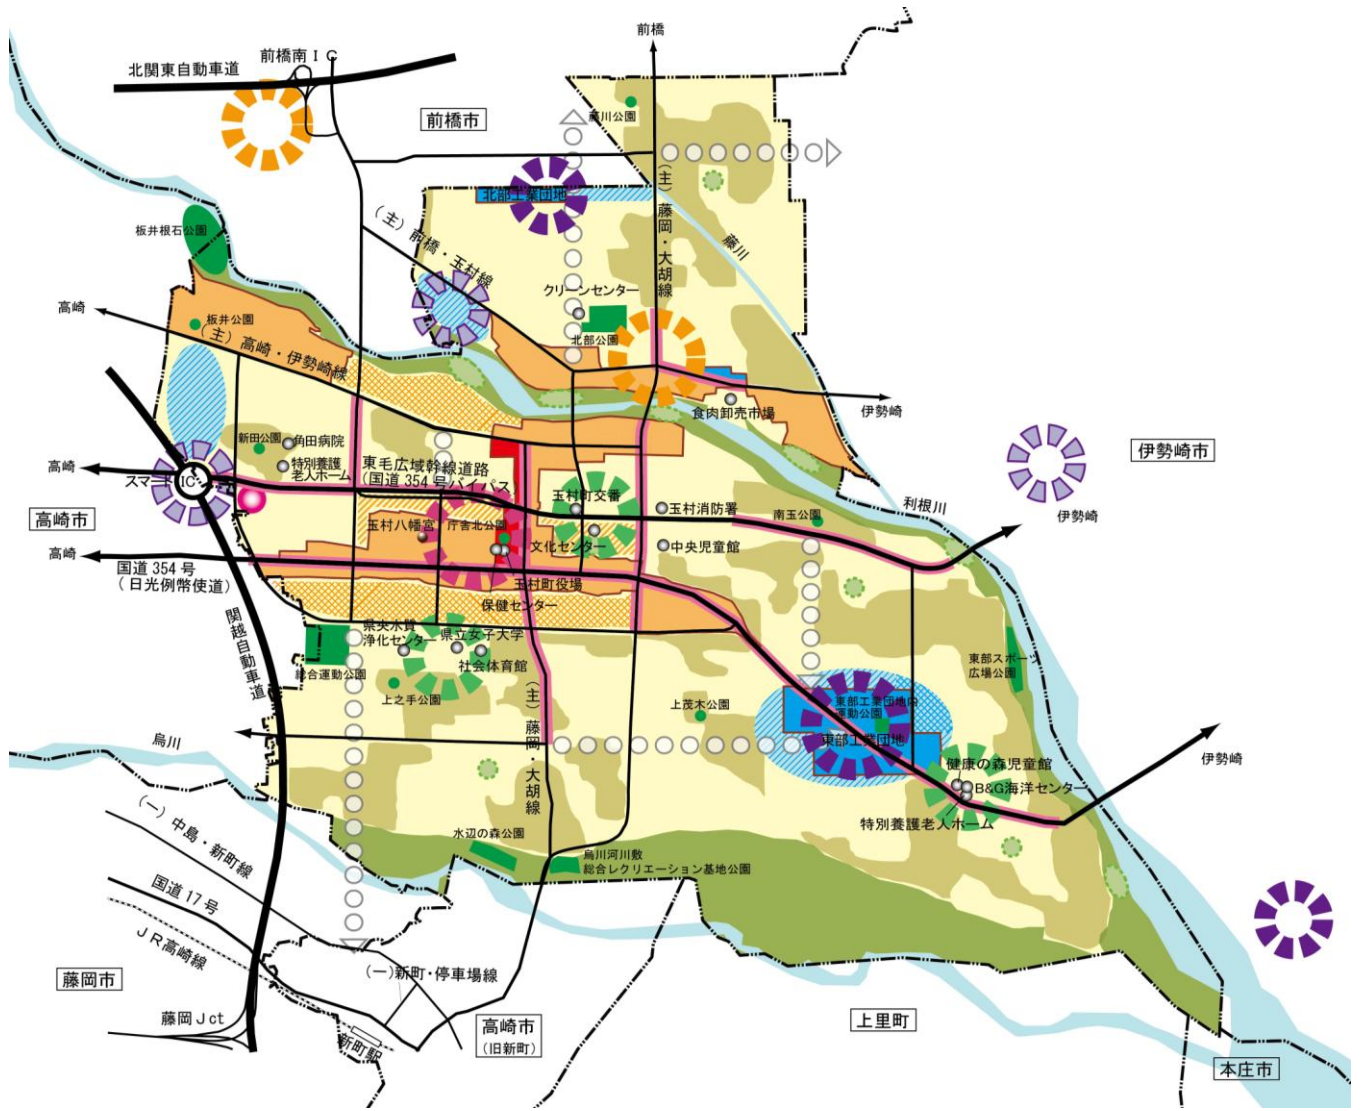 前橋
前橋南ＩＣ
北関東自動車道
前橋市
藤川公園
北部工業団地
(主)藤岡・大胡線
(主)前橋・玉村線
藤川
板井根石公園
クリーンセンター
高崎
板井公園
(主)高崎・伊勢崎線
北部公園
食肉卸売市場
伊勢崎
新田公園
角田病院
特別養護
老人ホーム
伊勢崎市
高崎
スマートIC
東毛広域幹線道路
(国道354号バイパス
玉村町交番
玉村消防署
南玉公園
利根川
伊勢崎
高崎市
玉村八幡宮
庁舎北公園
文化センター
中央児童館
高崎
国道354号
(日光例幣使道)
玉村町役場
保健センター
関越自動車道
県央水質
浄化センター
県立女子大学
社会体育館
総合運動公園
上之手公園
東部スポーツ
広場公園
(主)藤岡・大胡線
上茂木公園
東部工業団地内
運動公園
東部工業団地
烏川
健康の森児童館
B&G海洋センター
伊勢崎
特別養護老人ホーム
(一)中島・新町線
水辺の森公園
烏川河川敷
総合レクリエーション基地公園
国道17号
ＪＲ高崎線
藤岡市
(一)新町・停車場線
藤岡Ｊct
新町駅
高崎市
(旧新町)
上里町
本庄市